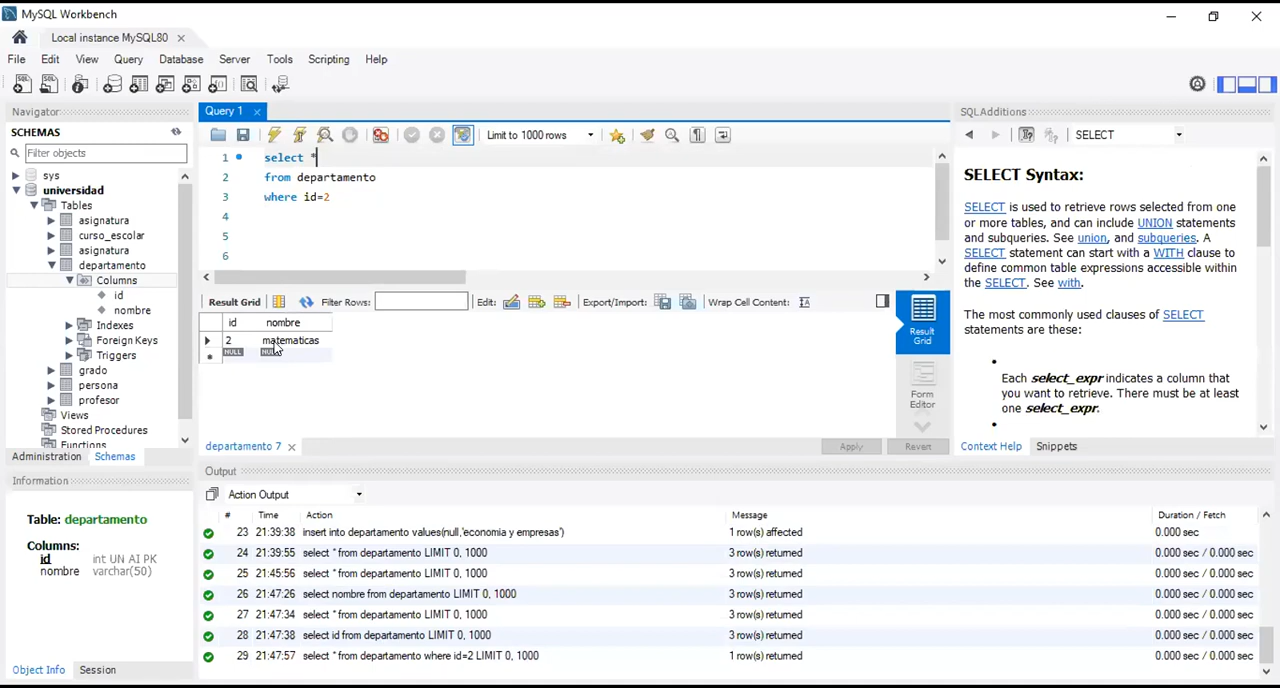 MySQL Workbench
Local instance MySQL80
File Edit View Query Database Server Tools Scripting Help
Navigator
SCHEMAS
Filter objects
sys
universidad
Tables
asignatura
curso_escolar
asignatura
departamento
Columns
id
nombre
Indexes
Foreign Keys
Triggers
grado
persona
profesor
Views
Stored Procedures
Functions
Administration Schemas
Information
Table: departamento
Columns:
id int UN AI PK
nombre varchar(50)
Object Info Session
Query 1
Limit to 1000 rows
1 select *
2 from departamento
3 where id=2
4
5
6
Result Grid Filter Rows: Edit: Export/Import: Wrap Cell Content:
id nombre
2 matematicas
NULL NULL
Result Grid
Form Editor
departamento 7
Apply Revert
Output
Action Output
# Time Action Message Duration / Fetch
23 21:39:38 insert into departamento values(null,'economia y empresas') 1 row(s) affected 0.000 sec
24 21:39:55 select * from departamento LIMIT 0, 1000 3 row(s) returned 0.000 sec / 0.000 sec
25 21:45:56 select * from departamento LIMIT 0, 1000 3 row(s) returned 0.000 sec / 0.000 sec
26 21:47:26 select nombre from departamento LIMIT 0, 1000 3 row(s) returned 0.000 sec / 0.000 sec
27 21:47:34 select * from departamento LIMIT 0, 1000 3 row(s) returned 0.000 sec / 0.000 sec
28 21:47:38 select id from departamento LIMIT 0, 1000 3 row(s) returned 0.000 sec / 0.000 sec
29 21:47:57 select * from departamento where id=2 LIMIT 0, 1000 1 row(s) returned 0.000 sec / 0.000 sec
SQLAdditions
SELECT
SELECT Syntax:
SELECT is used to retrieve rows selected from one
or more tables, and can include UNION statements
and subqueries. See union, and subqueries. A
SELECT statement can start with a WITH clause to
define common table expressions accessible within
the SELECT. See with.
The most commonly used clauses of SELECT
statements are these:
Each select_expr indicates a column that
you want to retrieve. There must be at least
one select_expr.
Context Help Snippets